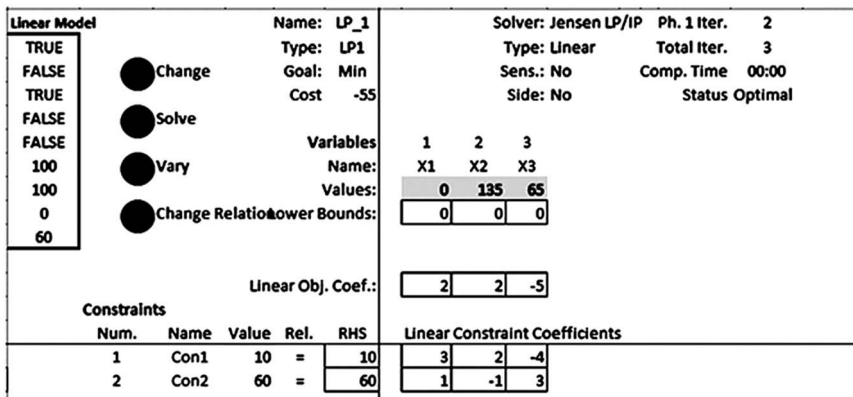 Linear Model Name: LP_1 Solver: Jensen LP/IP Ph. 1 Iter. 2
TRUE Type: LP1 Type: Linear Total Iter. 3
FALSE Change Goal: Min Sens.: No Comp. Time 00:00
TRUE Cost -55 Side: No Status Optimal
FALSE Solve
FALSE Variables 1 2 3
100 Vary Name: X1 X2 X3
100 Values: 0 135 65
0 Change Relation Lower Bounds: 0 0 0
60
Linear Obj. Coef.: 2 2 -5
Constraints
Num. Name Value Rel. RHS Linear Constraint Coefficients
1 Con1 10 = 10 3 2 -4
2 Con2 60 = 60 1 -1 3